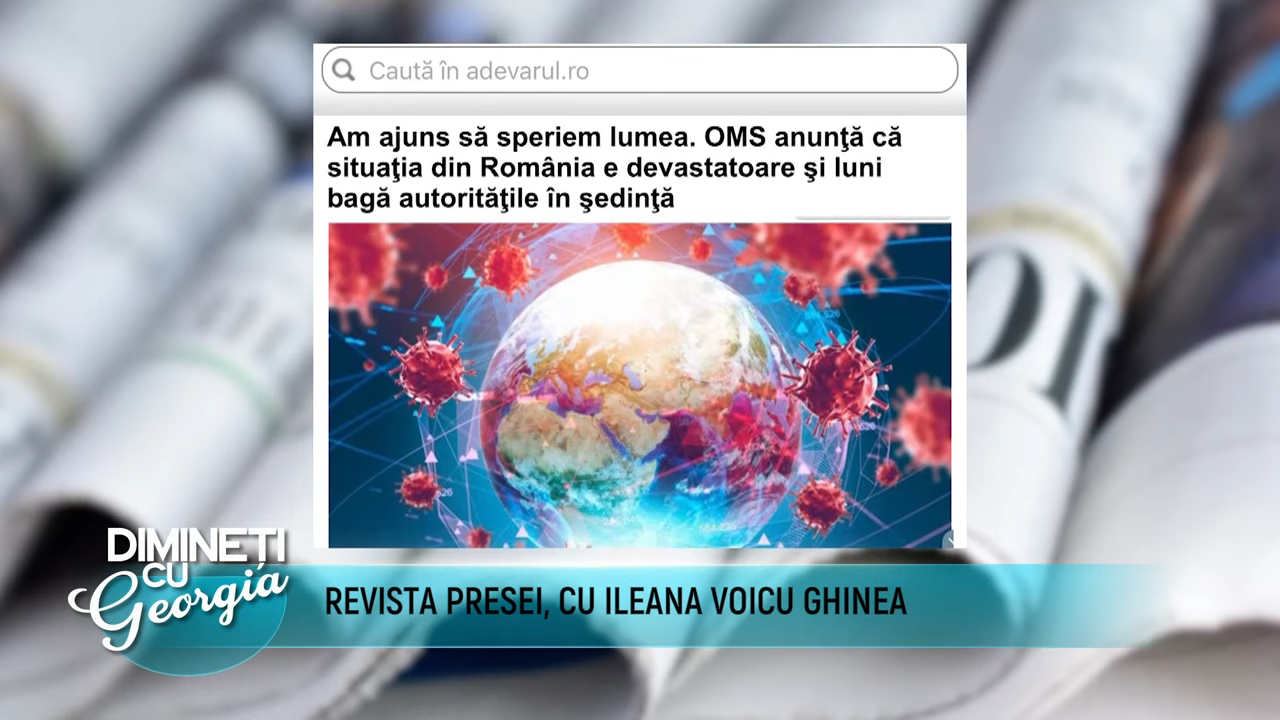 Caută în adevarul.ro
Am ajuns să speriem lumea. OMS anunţă că
situaţia din România e devastatoare şi luni
bagă autorităţile în şedinţă
DIMINEȚI
CU
Georgia
REVISTA PRESEI, CU ILEANA VOICU GHINEA